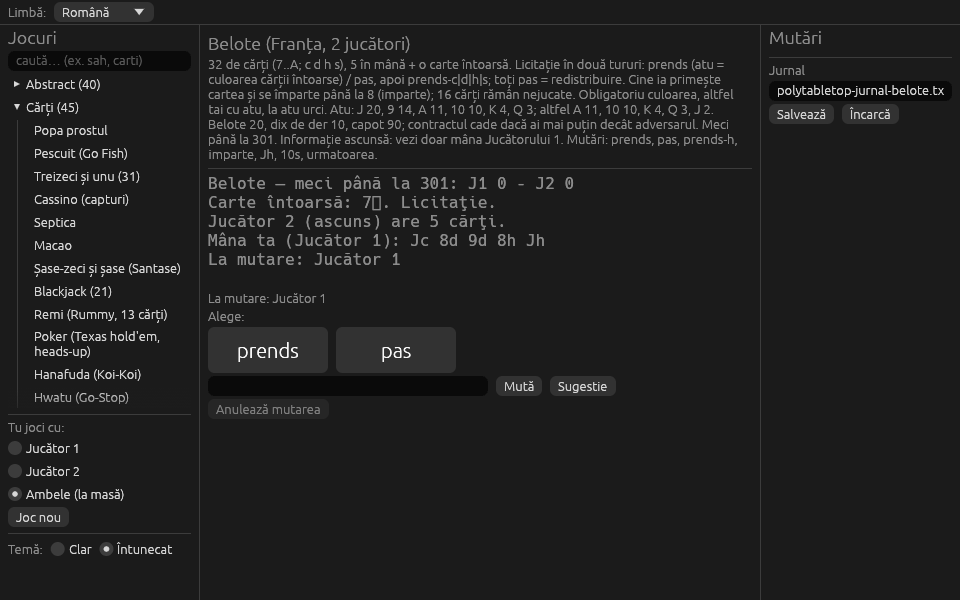 Limbă: Română
Jocuri
caută... (ex. sah, carti)
Abstract (40)
Cărți (45)
Popa prostul
Pescuit (Go Fish)
Treizeci și unu (31)
Cassino (capturi)
Septica
Macao
Șase-zeci și șase (Santase)
Blackjack (21)
Remi (Rummy, 13 cărți)
Poker (Texas hold'em,
heads-up)
Hanafuda (Koi-Koi)
Hwatu (Go-Stop)
Tu joci cu:
Jucător 1
Jucător 2
Ambele (la masă)
Joc nou
Temă: Clar Întunecat
Belote (Franța, 2 jucători)
32 de cărți (7..A; c d h s), 5 în mână + o carte întoarsă. Licitație în două tururi: prends (atu =
culoarea cărții întoarse) / pas, apoi prends-c|d|h|s; toți pas = redistribuire. Cine ia primește
cartea și se împarte până la 8 (imparte); 16 cărți rămân nejucate. Obligatoriu culoarea, altfel
tai cu atu, la atu urci. Atu: J 20, 9 14, A 11, 10 10, K 4, Q 3; altfel A 11, 10 10, K 4, Q 3, J 2.
Belote 20, dix de der 10, capot 90; contractul cade dacă ai mai puțin decât adversarul. Meci
până la 301. Informație ascunsă: vezi doar mâna Jucătorului 1. Mutări: prends, pas, prends-h,
imparte, Jh, 10s, urmatoarea.
Belote — meci până la 301: J1 0 - J2 0
Carte întoarsă: 7▯. Licitație.
Jucător 2 (ascuns) are 5 cărți.
Mâna ta (Jucător 1): Jc 8d 9d 8h Jh
La mutare: Jucător 1
La mutare: Jucător 1
Alege:
prends pas
Mută Sugestie
Anulează mutarea
Mutări
Jurnal
polytabletop-jurnal-belote.tx
Salvează Încarcă